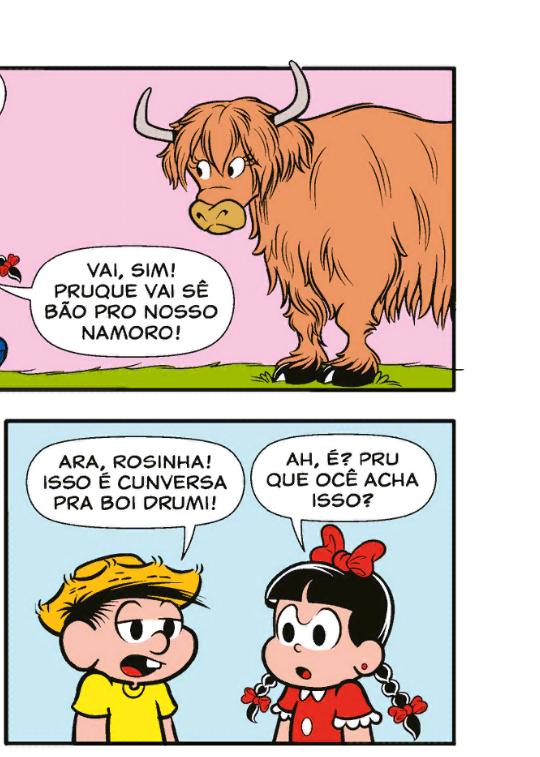 VAI, SIM!
PRUQUE VAI SÊ
BÃO PRO NOSSO
NAMORO!
ARA, ROSINHA!
ISSO É CUNVERSA
PRA BOI DRUMI!
AH, É? PRU
QUE OCÊ ACHA
ISSO?